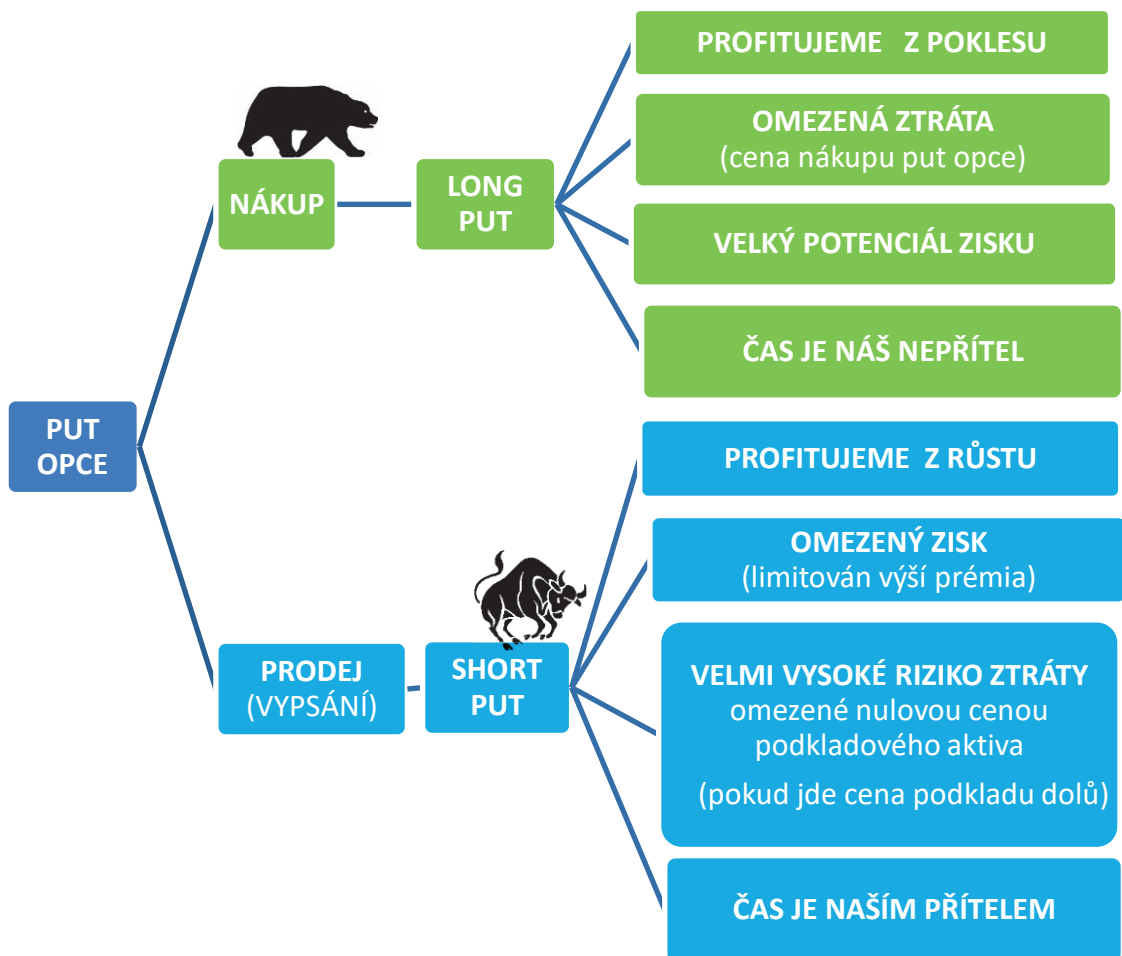 PUT
OPCE
NÁKUP
LONG
PUT
PROFITUJEME Z POKLESU
OMEZENÁ ZTRÁTA
(cena nákupu put opce)
VELKÝ POTENCIÁL ZISKU
ČAS JE NÁŠ NEPŘÍTEL
PRODEJ
(VYPSÁNÍ)
SHORT
PUT
PROFITUJEME Z RŮSTU
OMEZENÝ ZISK
(limitován výší prémia)
VELMI VYSOKÉ RIZIKO ZTRÁTY
omezené nulovou cenou
podkladového aktiva
(pokud jde cena podkladu dolů)
ČAS JE NAŠÍM PŘÍTELEM